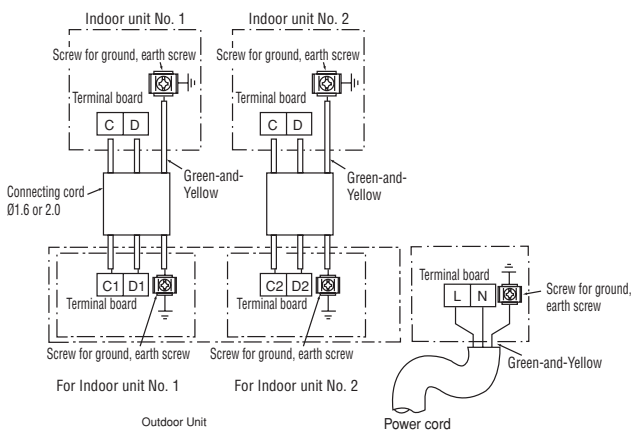 Indoor unit No. 1
Indoor unit No. 2
Screw for ground, earth screw
Screw for ground, earth screw
Terminal board
Terminal board
C D
C D
Connecting cord
Ø1.6 or 2.0
Green-and-
Yellow
Green-and-
Yellow
C1 D1
C2 D2
Terminal board
Terminal board
Terminal board
L N
Screw for ground,
earth screw
Screw for ground, earth screw
Screw for ground, earth screw
Green-and-Yellow
For Indoor unit No. 1
For Indoor unit No. 2
Outdoor Unit
Power cord